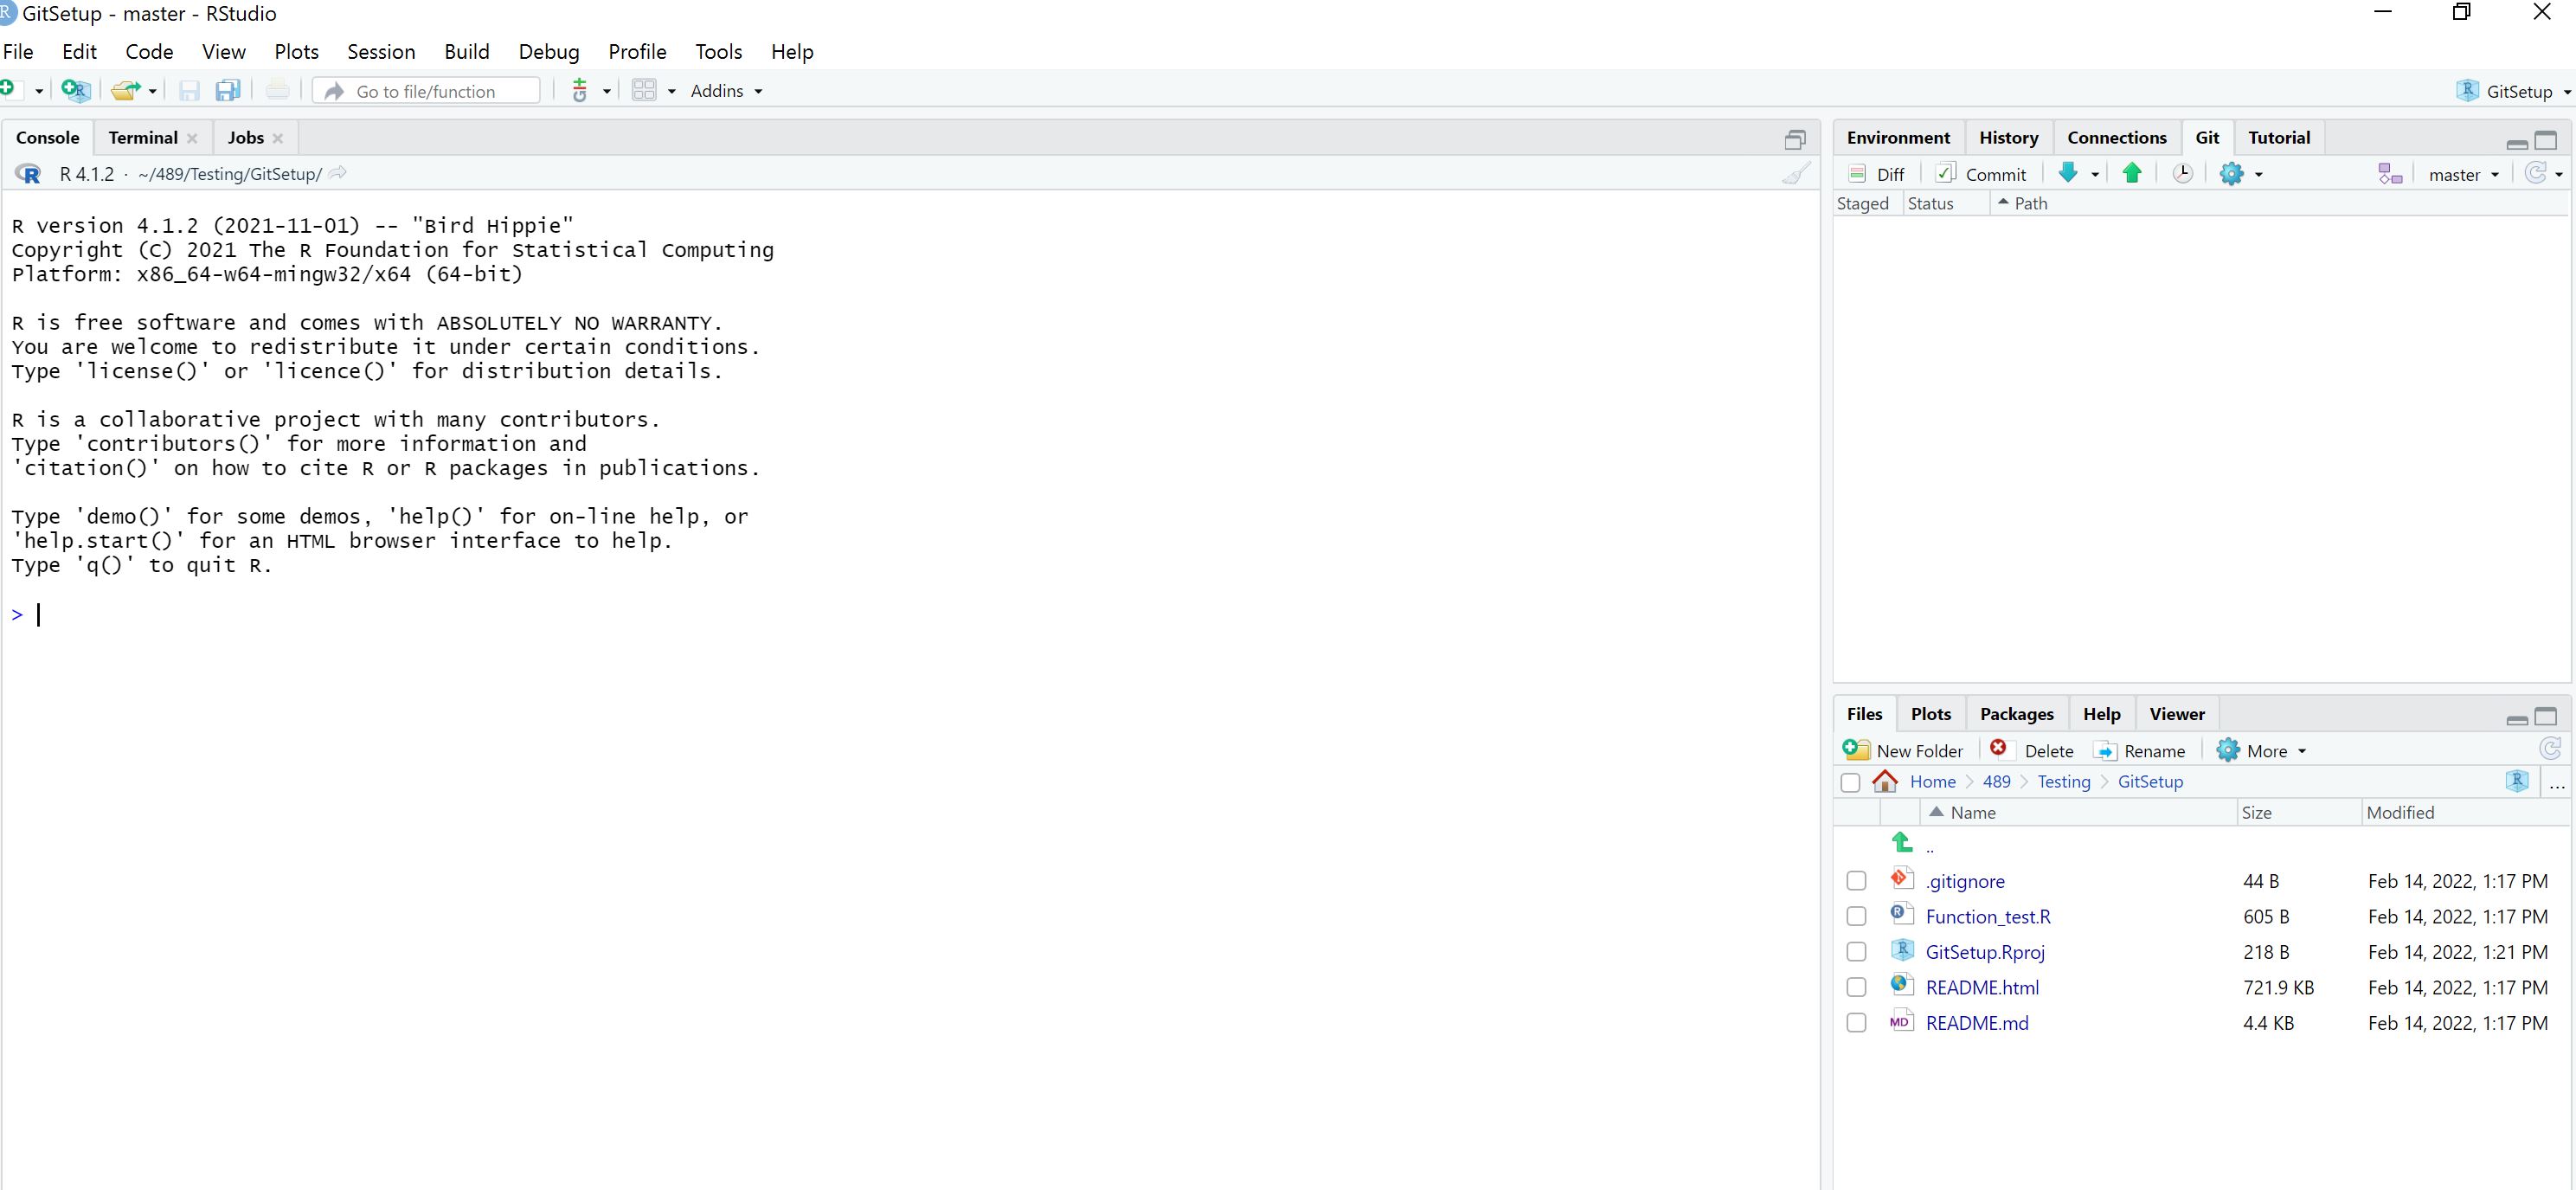 GitSetup - master - RStudio
File Edit Code View Plots Session Build Debug Profile Tools Help
Go to file/function Addins GitSetup
Console Terminal Jobs
R 4.1.2 · ~/489/Testing/GitSetup/
R version 4.1.2 (2021-11-01) -- "Bird Hippie"
Copyright (C) 2021 The R Foundation for Statistical Computing
Platform: x86_64-w64-mingw32/x64 (64-bit)
R is free software and comes with ABSOLUTELY NO WARRANTY.
You are welcome to redistribute it under certain conditions.
Type 'license()' or 'licence()' for distribution details.
R is a collaborative project with many contributors.
Type 'contributors()' for more information and
'citation()' on how to cite R or R packages in publications.
Type 'demo()' for some demos, 'help()' for on-line help, or
'help.start()' for an HTML browser interface to help.
Type 'q()' to quit R.
>
Environment History Connections Git Tutorial
Diff Commit master
Staged Status Path
Files Plots Packages Help Viewer
New Folder Delete Rename More
Home 489 Testing GitSetup ...
Name Size Modified
..
.gitignore 44 B Feb 14, 2022, 1:17 PM
Function_test.R 605 B Feb 14, 2022, 1:17 PM
GitSetup.Rproj 218 B Feb 14, 2022, 1:21 PM
README.html 721.9 KB Feb 14, 2022, 1:17 PM
README.md 4.4 KB Feb 14, 2022, 1:17 PM